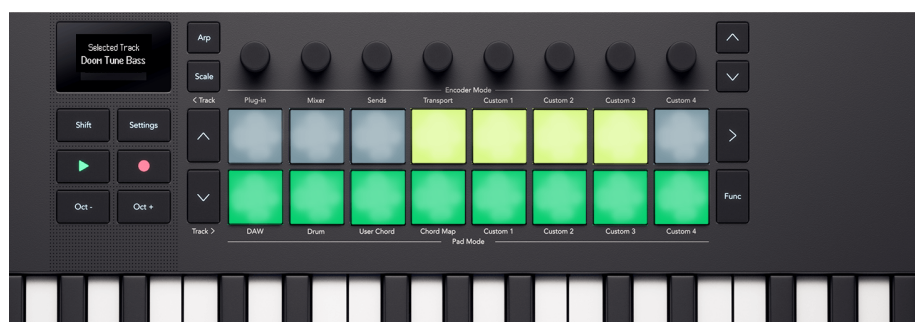 Selected Track
Doom Tune Bass
Arp
Scale
< Track
Encoder Mode
Plug-in Mixer Sends Transport Custom 1 Custom 2 Custom 3 Custom 4
Shift Settings
Oct - Oct +
Func
Track >
DAW Drum User Chord Chord Map Custom 1 Custom 2 Custom 3 Custom 4
Pad Mode